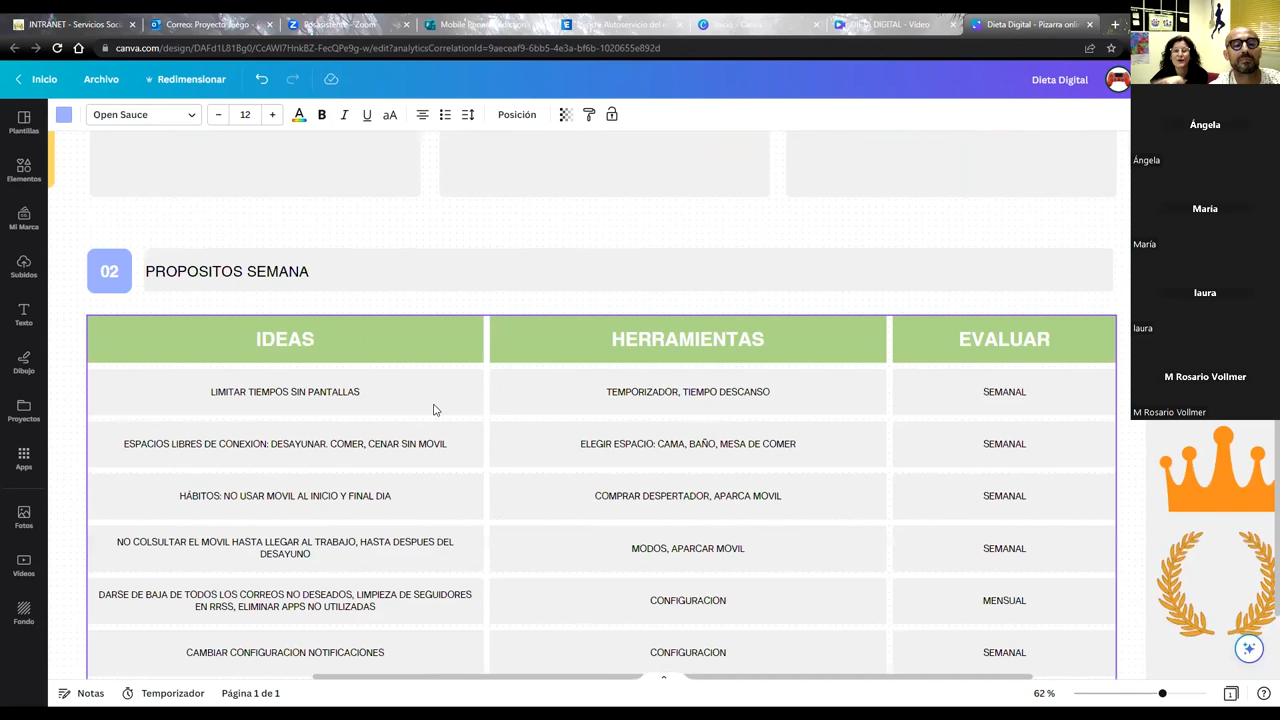 INTRANET - Servicios Soci
Correo: Proyecto Juego -
Zoom
DIETA DIGITAL - Vídeo
Dieta Digital - Pizarra onli
canva.com/design/DAFd1L81Bg0/CcAWI7HnkBZ-FecQPe9g-w/edit?analyticsCorrelationId=9aeceaf9-6bb5-4e3a-bf6b-1020655e892d
Inicio
Archivo
Redimensionar
Dieta Digital
Open Sauce
12
A
B
I
U
aA
Posición
Plantillas
Elementos
Mi Marca
Subidos
Texto
Dibujo
Proyectos
Apps
Fotos
Vídeos
Fondo
02
PROPOSITOS SEMANA
IDEAS HERRAMIENTAS EVALUAR
LIMITAR TIEMPOS SIN PANTALLAS TEMPORIZADOR, TIEMPO DESCANSO SEMANAL
ESPACIOS LIBRES DE CONEXION: DESAYUNAR. COMER, CENAR SIN MOVIL ELEGIR ESPACIO: CAMA, BAÑO, MESA DE COMER SEMANAL
HÁBITOS: NO USAR MOVIL AL INICIO Y FINAL DIA COMPRAR DESPERTADOR, APARCA MOVIL SEMANAL
NO COLSULTAR EL MOVIL HASTA LLEGAR AL TRABAJO, HASTA DESPUES DEL
DESAYUNO
MODOS, APARCAR MOVIL SEMANAL
DARSE DE BAJA DE TODOS LOS CORREOS NO DESEADOS, LIMPIEZA DE SEGUIDORES
EN RRSS, ELIMINAR APPS NO UTILIZADAS
CONFIGURACION MENSUAL
CAMBIAR CONFIGURACION NOTIFICACIONES CONFIGURACION SEMANAL
Notas
Temporizador
Página 1 de 1
62 %
1
Ángela
Ángela
María
María
laura
laura
M Rosario Vollmer
M Rosario Vollmer